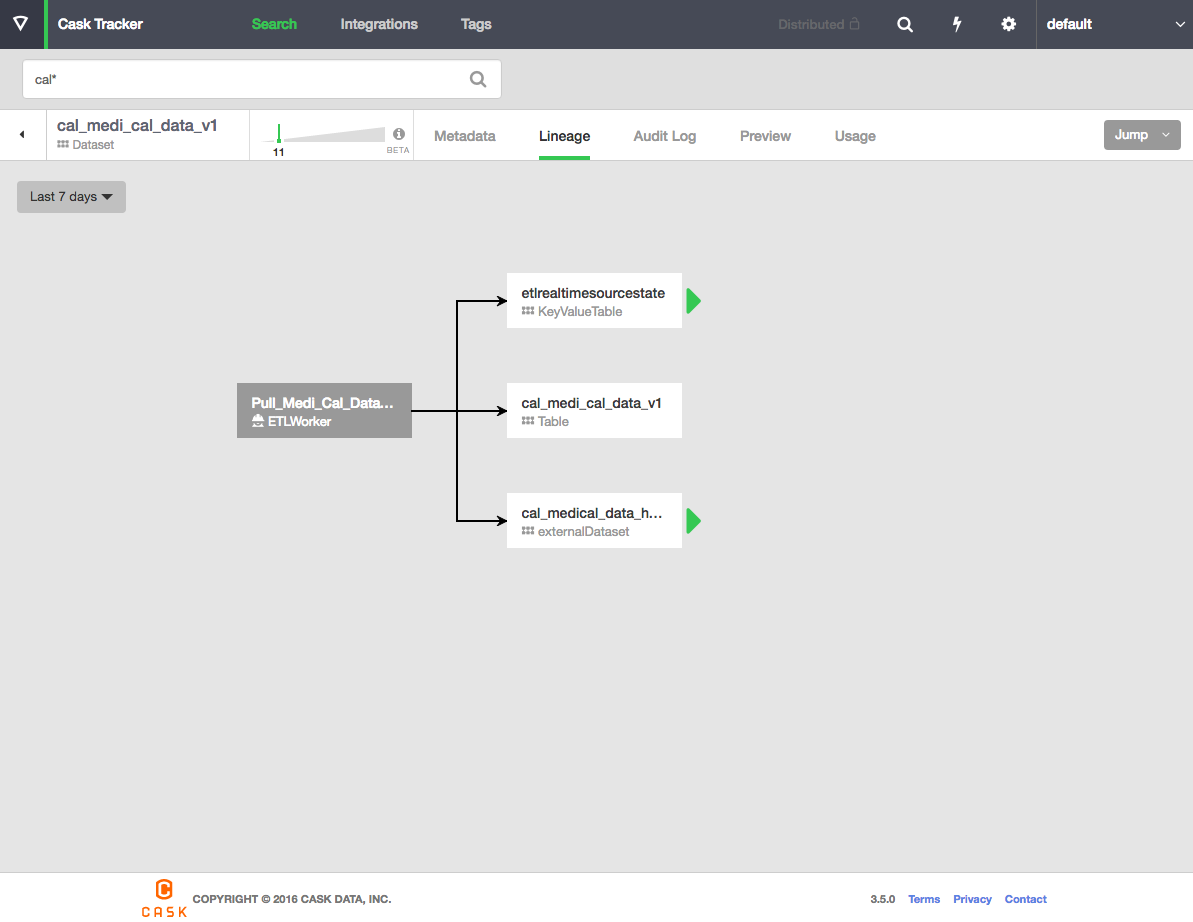 Cask Tracker
Search
Integrations
Tags
Distributed
default
cal*
cal_medi_cal_data_v1
Dataset
11
BETA
Metadata
Lineage
Audit Log
Preview
Usage
Jump
Last 7 days
etlrealtimesourcestate
KeyValueTable
Pull_Medi_Cal_Data...
ETLWorker
cal_medi_cal_data_v1
Table
cal_medical_data_h...
externalDataset
CASK
COPYRIGHT © 2016 CASK DATA, INC.
3.5.0
Terms
Privacy
Contact